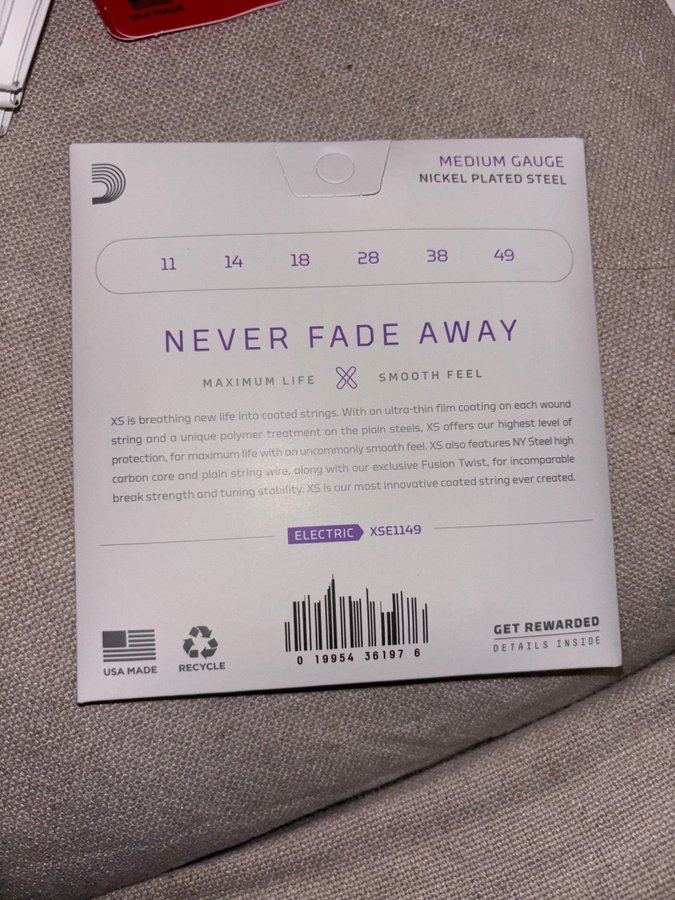 USA MADE
MEDIUM GAUGE
NICKEL PLATED STEEL
11 14 18 28 38 49
NEVER FADE AWAY
MAXIMUM LIFE SMOOTH FEEL
XS is breathing new life into coated strings. With an ultra-thin film coating on each wound
string and a unique polymer treatment on the plain steels, XS offers our highest level of
protection, for maximum life with an uncommonly smooth feel. XS also features NY Steel high
carbon core and plain string wire, along with our exclusive Fusion Twist, for incomparable
break strength and tuning stability. XS is our most innovative coated string ever created.
ELECTRIC XSE1149
USA MADE
RECYCLE
0 19954 36197 6
GET REWARDED
DETAILS INSIDE